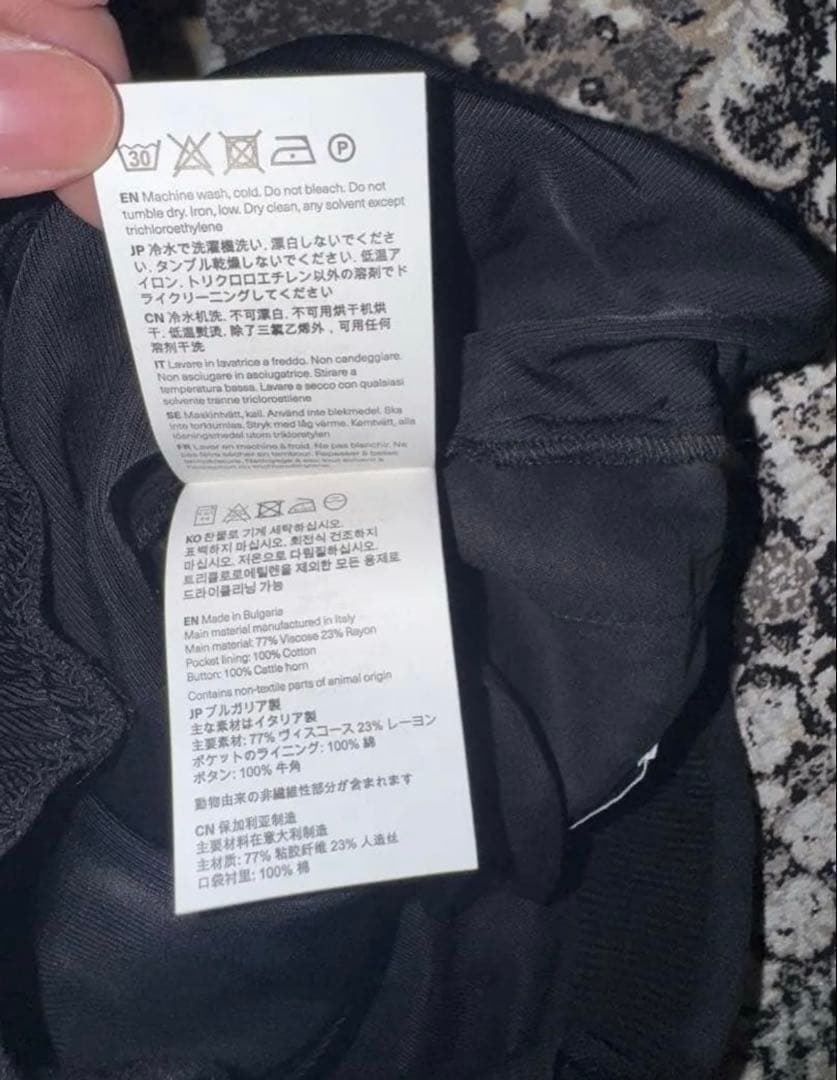 30 P
EN Machine wash, cold. Do not bleach. Do not
tumble dry. Iron, low. Dry clean, any solvent except
trichloroethylene
JP 冷水で洗濯機洗い. 漂白しないでくださ
い. タンブル乾燥しないでください. 低温ア
イロン. トリクロロエチレン以外の溶剤でド
ライクリーニングしてください
CN 冷水机洗. 不可漂白. 不可用烘干机烘
干. 低温熨烫. 除了三氯乙烯外，可用任何
溶剂干洗
IT Lavare in lavatrice a freddo. Non candeggiare.
Non asciugare in asciugatrice. Stirare a
temperatura bassa. Lavare a secco con qualsiasi
solvente tranne tricloroetilene
SE Maskintvätt, kall. Använd inte blekmedel. Ska
inte torktumlas. Stryk med låg värme. Kemtvätt, alla
lösningsmedel utom trikloretylen
FR Laver en machine à froid. Ne pas blanchir. Ne
pas faire sécher en tambour. Repasser à basse
KO 찬물로 기계 세탁하십시오.
표백하지 마십시오. 회전식 건조하지
마십시오. 저온으로 다림질하십시오.
트리클로로에틸렌을 제외한 모든 용제로
드라이클리닝 가능
EN Made in Bulgaria
Main material manufactured in Italy
Main material: 77% Viscose 23% Rayon
Pocket lining: 100% Cotton
Button: 100% Cattle horn
Contains non-textile parts of animal origin
JP ブルガリア製
主な素材はイタリア製
主要素材: 77% ヴィスコース 23% レーヨン
ポケットのライニング: 100% 綿
ボタン: 100% 牛角
動物由来の非繊維性部分が含まれます
CN 保加利亚制造
主要材料在意大利制造
主材质: 77% 粘胶纤维 23% 人造丝
口袋衬里: 100% 棉